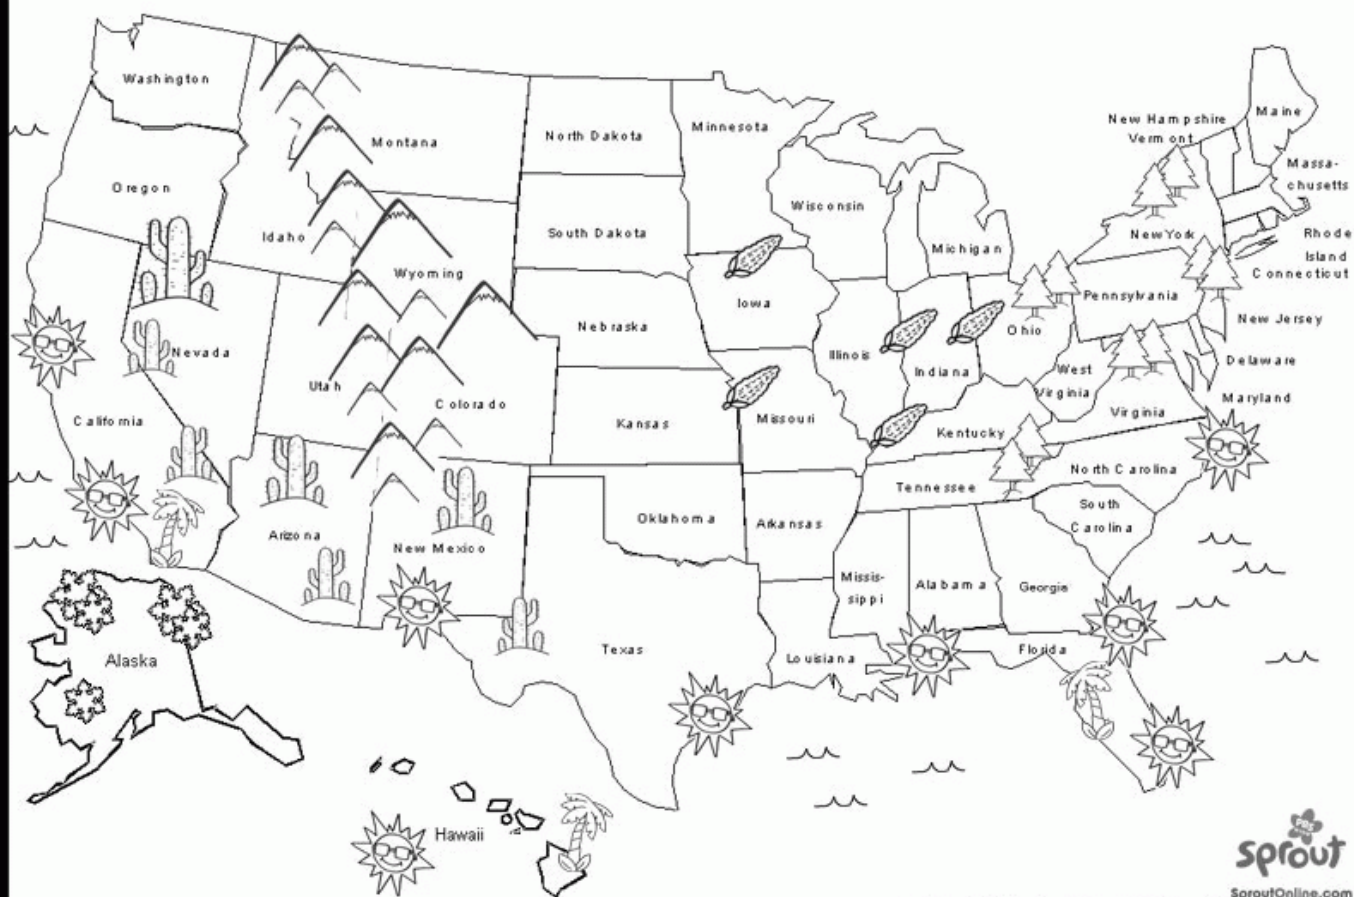 Washington
Montana
North Dakota
Minnesota
New Hampshire
Vermont
Maine
Massa-
chusetts
Oregon
Idaho
Wyoming
South Dakota
Wisconsin
Michigan
New York
Rhode
Island
Connecticut
Nevada
Utah
Colorado
Nebraska
Iowa
Illinois
Indiana
Ohio
Pennsylvania
New Jersey
Delaware
Maryland
West
Virginia
Virginia
California
Kansas
Missouri
Kentucky
Arizona
New Mexico
Oklahoma
Arkansas
Tennessee
North Carolina
South
Carolina
Texas
Louisiana
Missis-
sippi
Alabama
Georgia
Florida
Alaska
Hawaii
PBS
sprout
SproutOnline.com